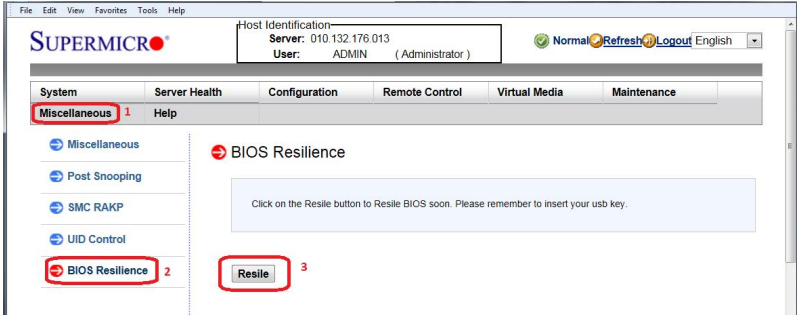 File Edit View Favorites Tools Help
SUPERMICR
Host Identification
Server: 010.132.176.013
User: ADMIN ( Administrator )
Normal Refresh Logout English
System Server Health Configuration Remote Control Virtual Media Maintenance
Miscellaneous 1 Help
Miscellaneous
Post Snooping
SMC RAKP
UID Control
BIOS Resilience 2
BIOS Resilience
Click on the Resile button to Resile BIOS soon. Please remember to insert your usb key.
Resile 3